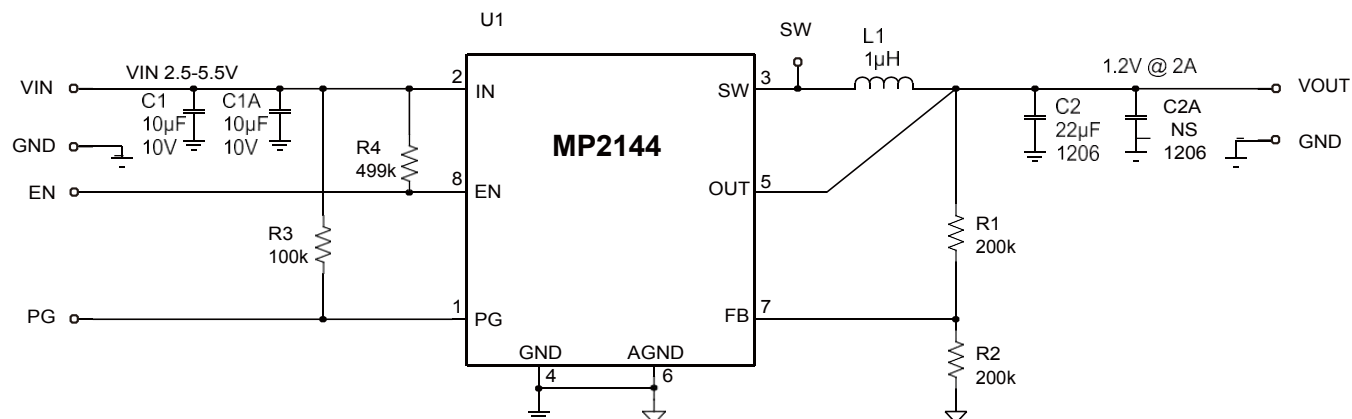 U1
SW
L1
1µH
VIN
VIN 2.5-5.5V
2
IN
SW
3
1.2V @ 2A
VOUT
C1
10µF
10V
C1A
10µF
10V
C2
22µF
1206
C2A
NS
1206
GND
GND
MP2144
R4
499k
EN
8
EN
OUT
5
R3
100k
R1
200k
PG
1
PG
FB
7
GND
AGND
4
6
R2
200k